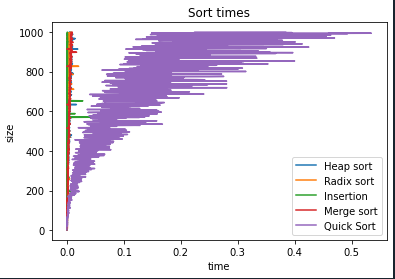 Sort times
1000
800
600
400
200
0
size
0.0 0.1 0.2 0.3 0.4 0.5
time
Heap sort
Radix sort
Insertion
Merge sort
Quick Sort